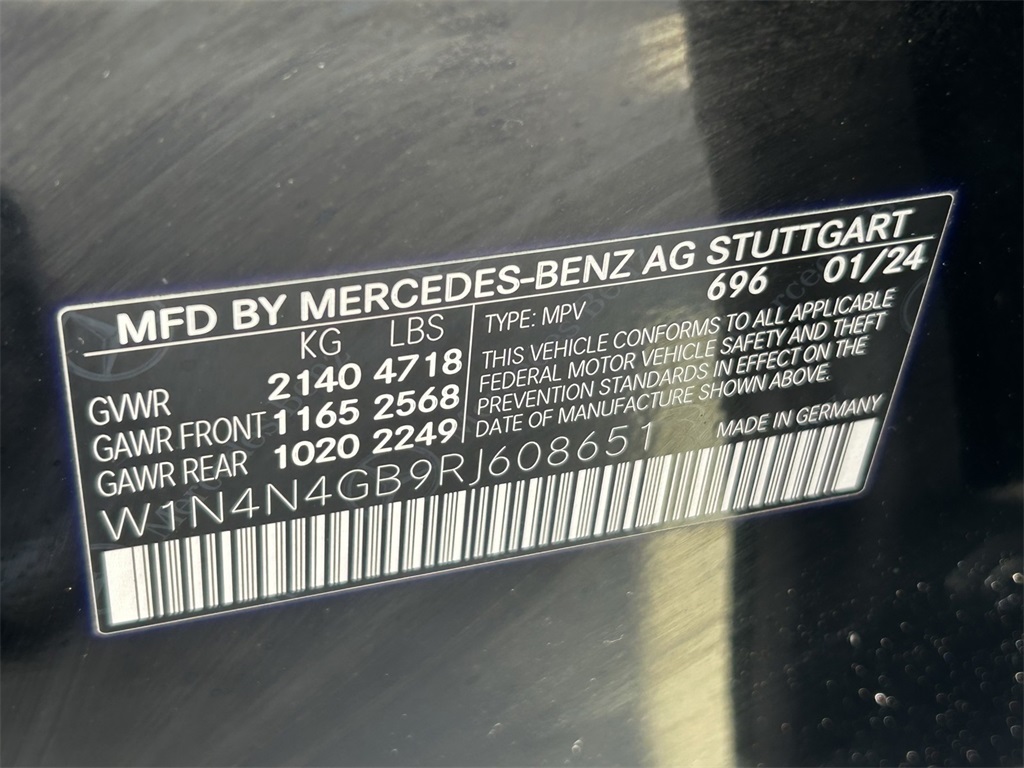 MFD BY MERCEDES-BENZ AG STUTTGART
KG LBS
GVWR 2140 4718
GAWR FRONT 1165 2568
GAWR REAR 1020 2249
696 01/24
TYPE: MPV
THIS VEHICLE CONFORMS TO ALL APPLICABLE
FEDERAL MOTOR VEHICLE SAFETY AND THEFT
PREVENTION STANDARDS IN EFFECT ON THE
DATE OF MANUFACTURE SHOWN ABOVE.
W1N4N4GB9RJ608651
MADE IN GERMANY